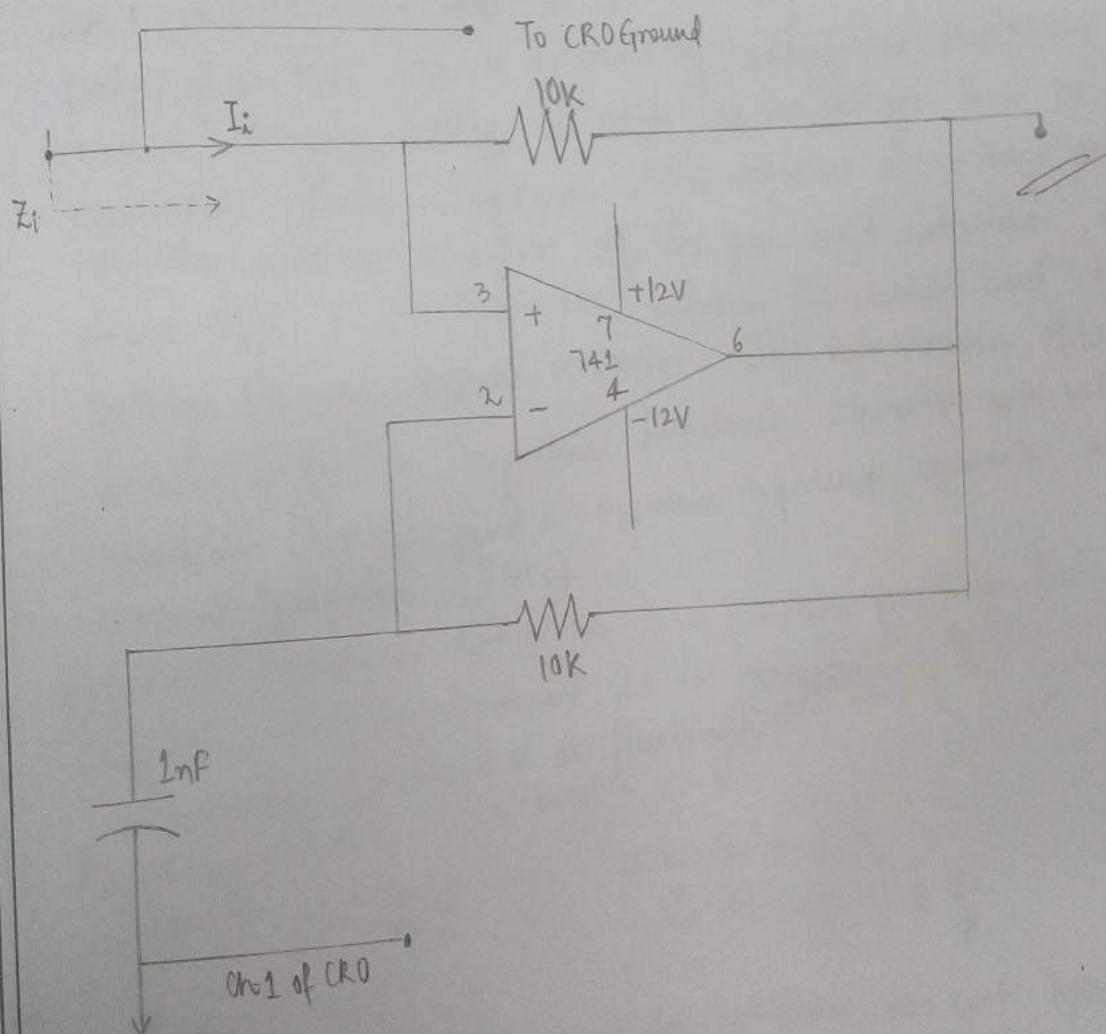 To CRO Ground
10K
Ii
Zi
3
+
7
+12V
741
6
4
2
-
-12V
10K
1nF
Ch-1 of CRO